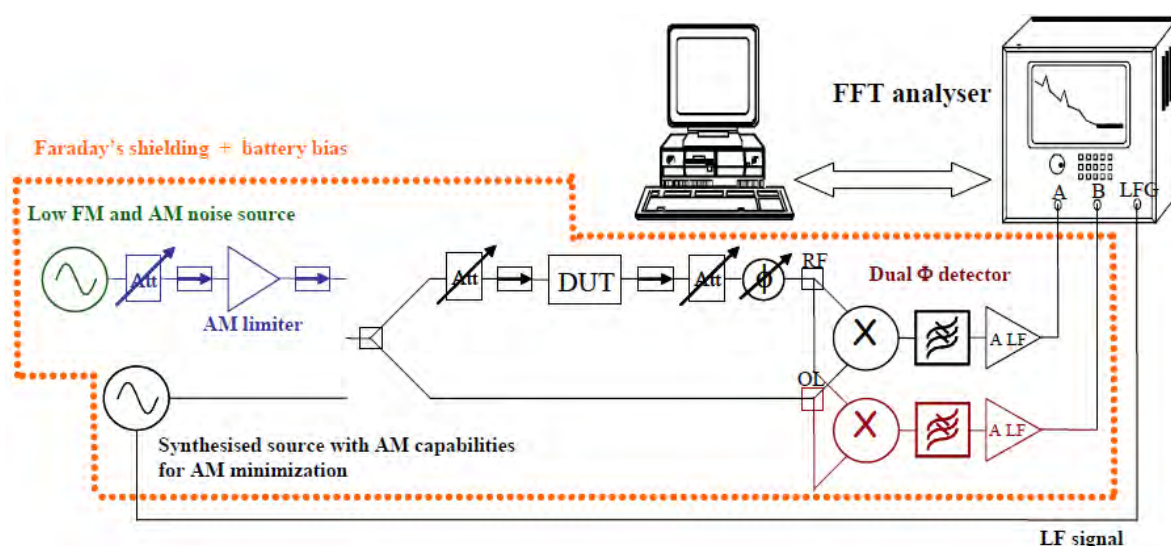 FFT analyser
Faraday's shielding + battery bias
A B LFG
Low FM and AM noise source
Att
AM limiter
Att
DUT
Att
ϕ
RF
Dual Φ detector
X
A LF
OL
X
A LF
Synthesised source with AM capabilities
for AM minimization
LF signal